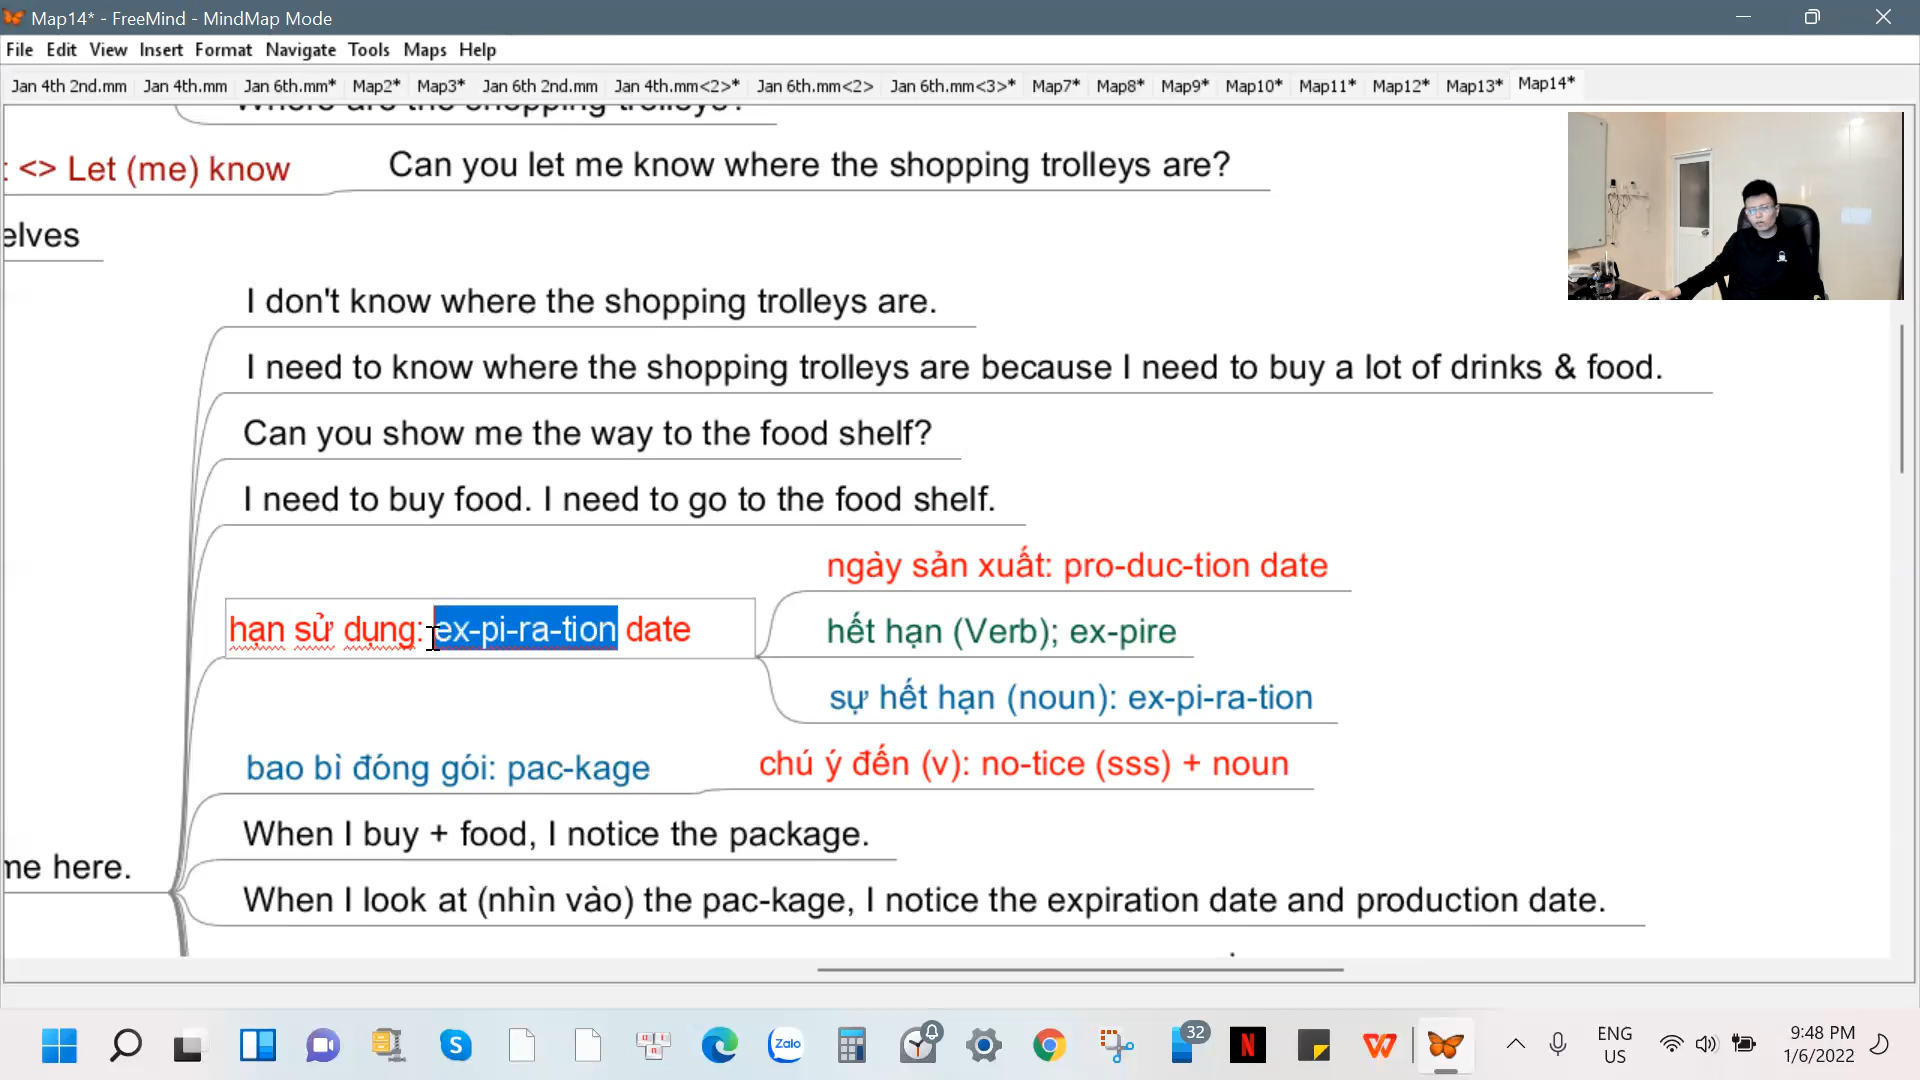 Map14* - FreeMind - MindMap Mode
File Edit View Insert Format Navigate Tools Maps Help
Jan 4th 2nd.mm Jan 4th.mm Jan 6th.mm* Map2* Map3* Jan 6th 2nd.mm Jan 4th.mm<2>* Jan 6th.mm<2> Jan 6th.mm<3>* Map7* Map8* Map9* Map10* Map11* Map12* Map13* Map14*
Where are the shopping trolleys?
<> Let (me) know Can you let me know where the shopping trolleys are?
elves
I don't know where the shopping trolleys are.
I need to know where the shopping trolleys are because I need to buy a lot of drinks & food.
Can you show me the way to the food shelf?
I need to buy food. I need to go to the food shelf.
ngày sản xuất: pro-duc-tion date
hạn sử dụng: ex-pi-ra-tion date hết hạn (Verb); ex-pire
sự hết hạn (noun): ex-pi-ra-tion
bao bì đóng gói: pac-kage chú ý đến (v): no-tice (sss) + noun
When I buy + food, I notice the package.
me here.
When I look at (nhìn vào) the pac-kage, I notice the expiration date and production date.
Zalo
32
N
ENG
US
9:48 PM
1/6/2022